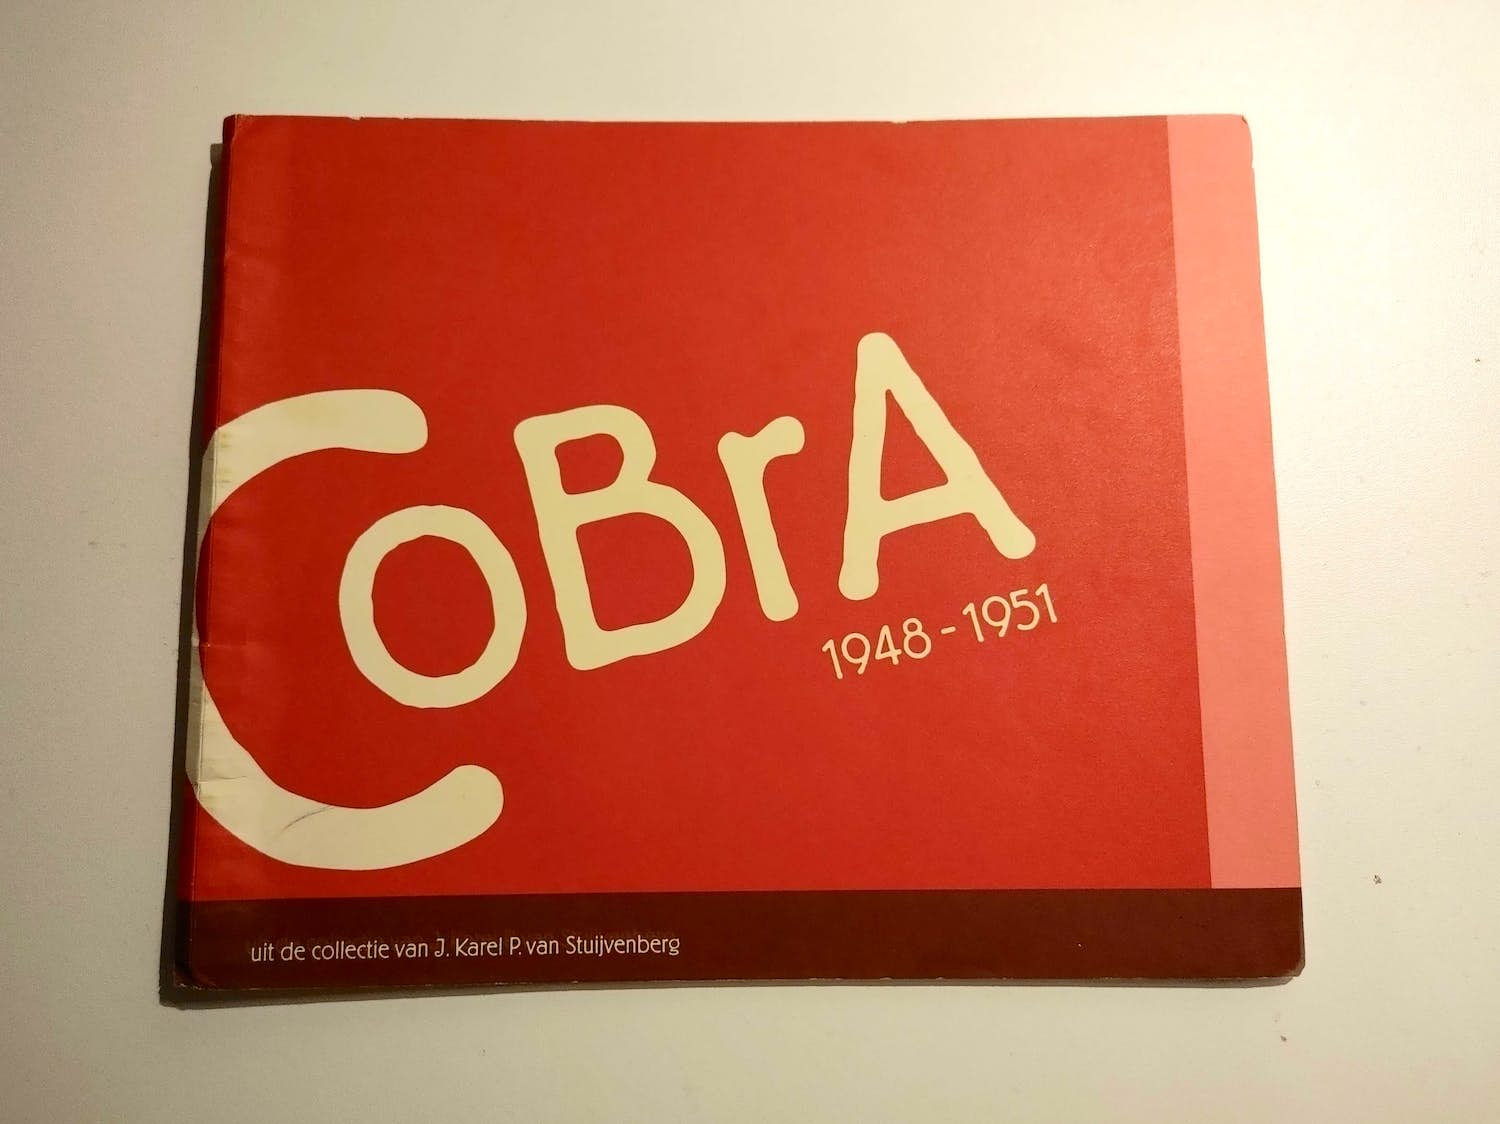 CoBrA
1948-1951
uit de collectie van J. Karel P. van Stuijvenberg